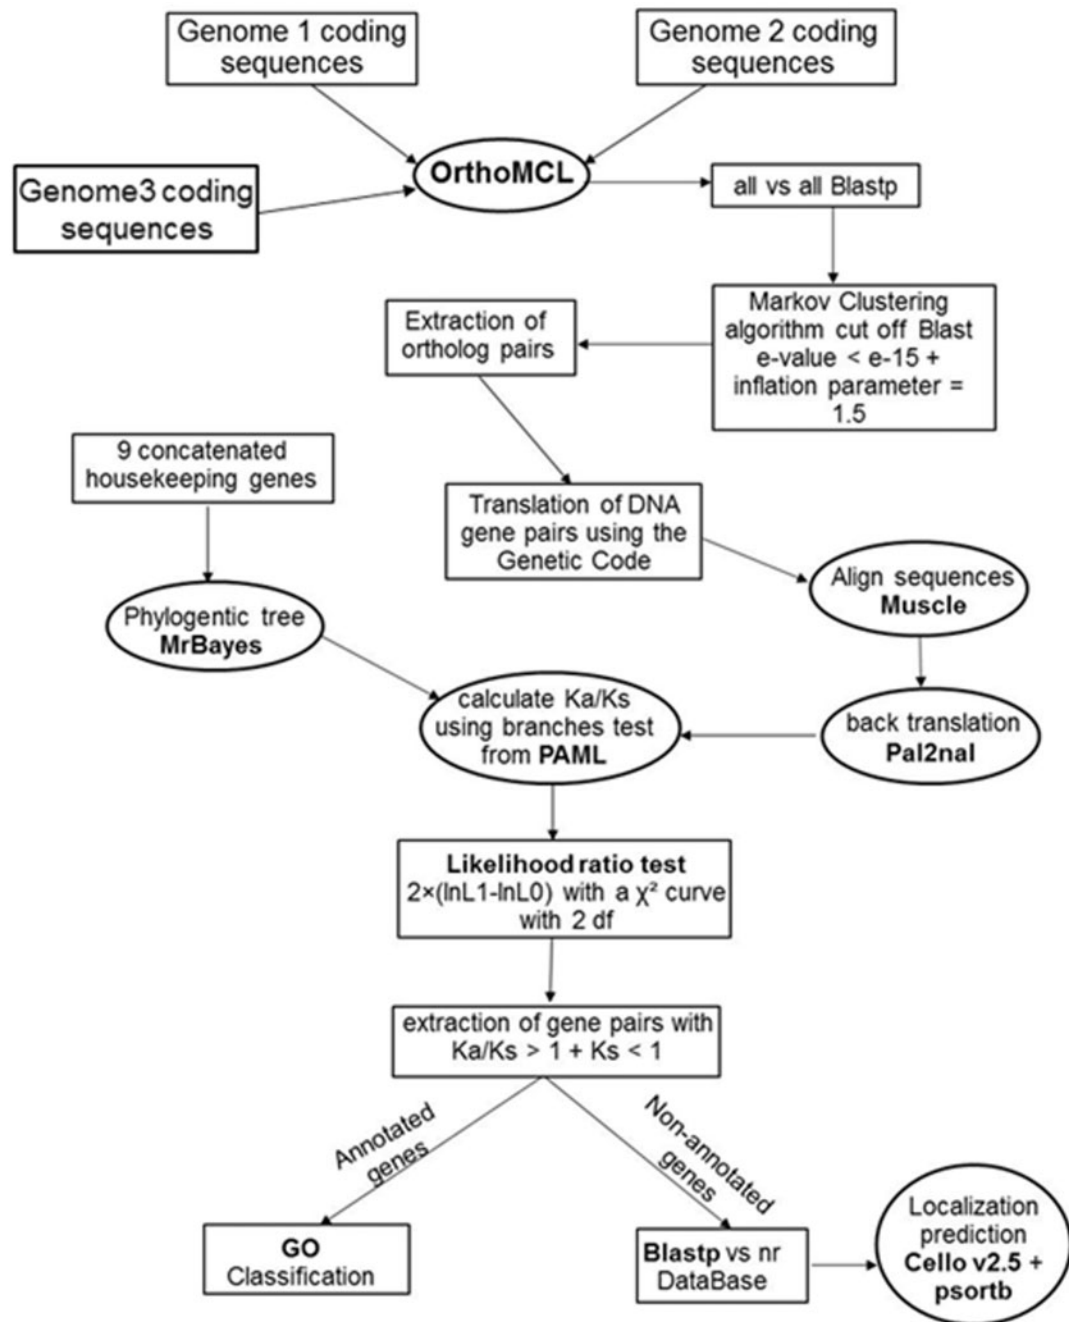 Genome 1 coding
sequences
Genome 2 coding
sequences
OrthoMCL
Genome3 coding
sequences
all vs all Blastp
Markov Clustering
algorithm cut off Blast
e-value < e-15 +
inflation parameter =
1.5
Extraction of
ortholog pairs
9 concatenated
housekeeping genes
Translation of DNA
gene pairs using the
Genetic Code
Align sequences
Muscle
Phylogentic tree
MrBayes
calculate Ka/Ks
using branches test
from PAML
back translation
Pal2nal
Likelihood ratio test
2×(lnL1-lnL0) with a χ² curve
with 2 df
extraction of gene pairs with
Ka/Ks > 1 + Ks < 1
Annotated
genes
Non-annotated
genes
GO
Classification
Blastp vs nr
DataBase
Localization
prediction
Cello v2.5 +
psortb